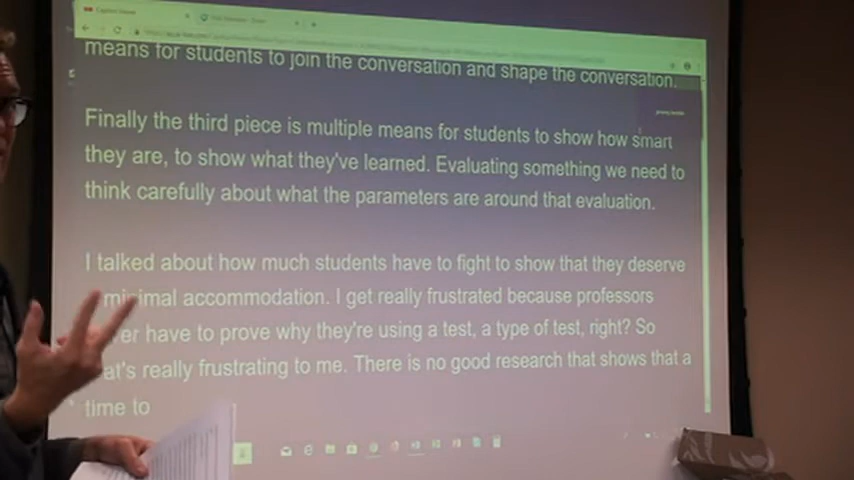 means for students to join the conversation and shape the conversation.
Finally the third piece is multiple means for students to show how smart
they are, to show what they've learned. Evaluating something we need to
think carefully about what the parameters are around that evaluation.
I talked about how much students have to fight to show that they deserve
minimal accommodation. I get really frustrated because professors
have to prove why they're using a test, a type of test, right? So
at's really frustrating to me. There is no good research that shows that a
time to